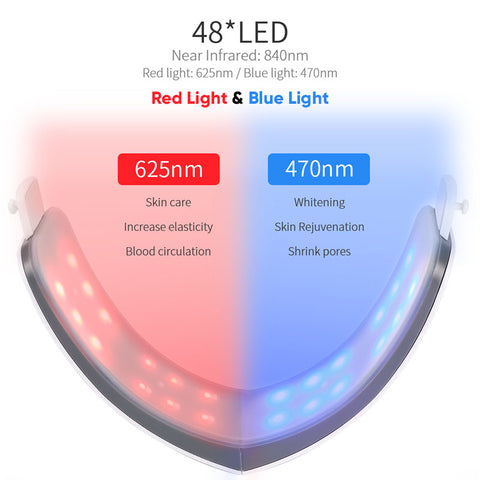 48*LED
Near Infrared: 840nm
Red light: 625nm / Blue light: 470nm
Red Light & Blue Light
625nm
Skin care
Increase elasticity
Blood circulation
470nm
Whitening
Skin Rejuvenation
Shrink pores